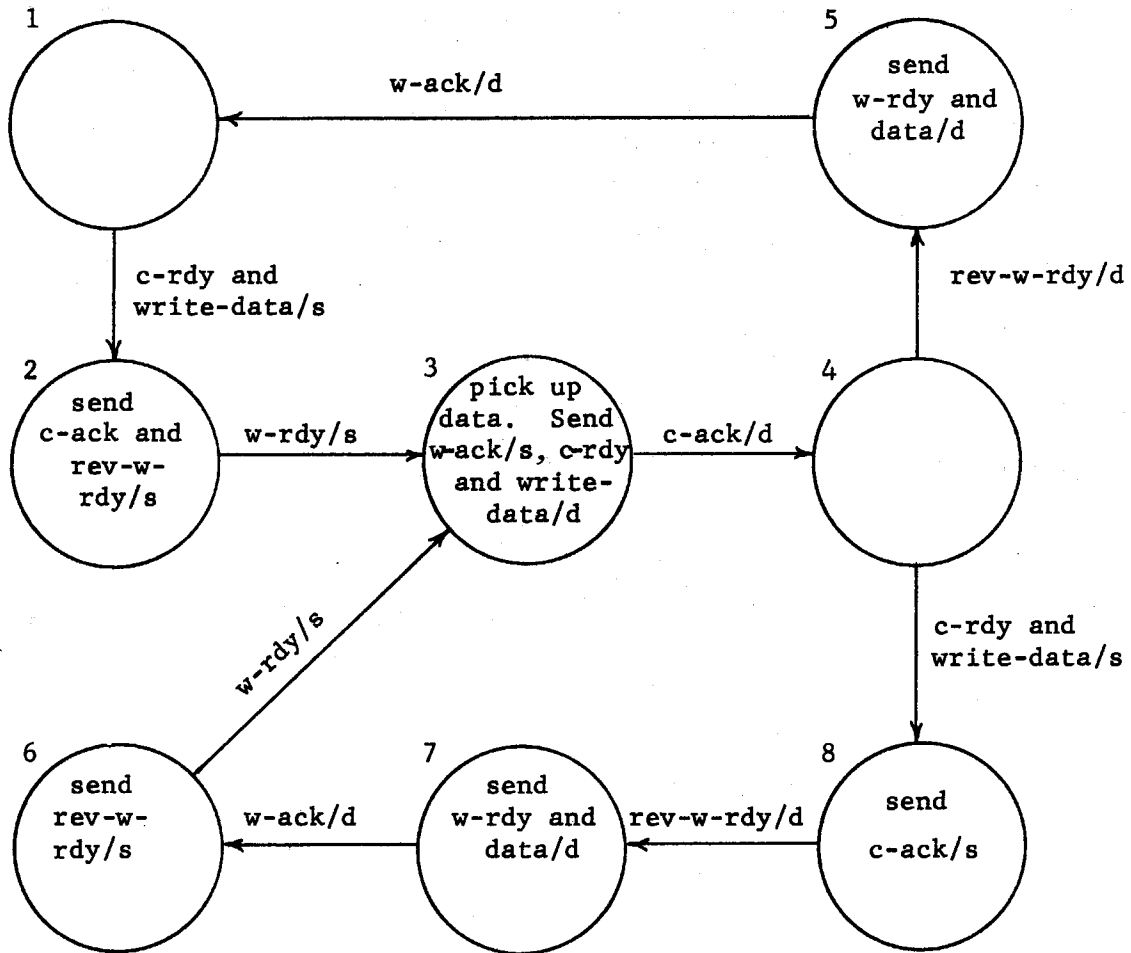 1
5
send
w-rdy and
data/d
w-ack/d
c-rdy and
write-data/s
rev-w-rdy/d
2
send
c-ack and
rev-w-
rdy/s
w-rdy/s
3
pick up
data. Send
w-ack/s, c-rdy
and write-
data/d
c-ack/d
4
w-rdy/s
c-rdy and
write-data/s
6
send
rev-w-
rdy/s
w-ack/d
7
send
w-rdy and
data/d
rev-w-rdy/d
8
send
c-ack/s